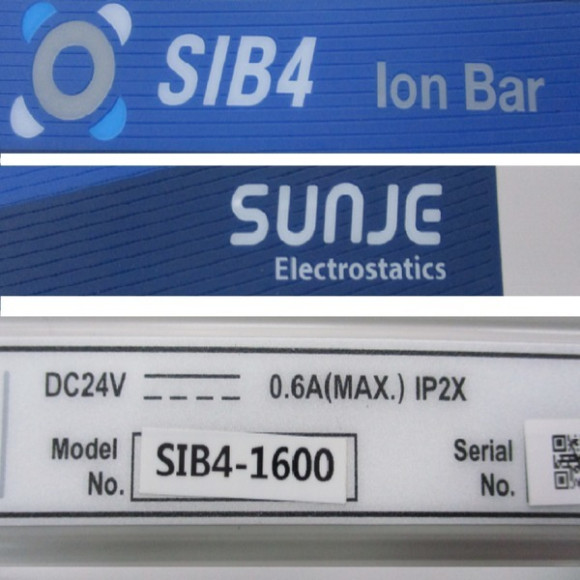 SIB4 Ion Bar
SUNJE
Electrostatics
DC24V 0.6A(MAX.) IP2X
Model No. SIB4-1600
Serial No.